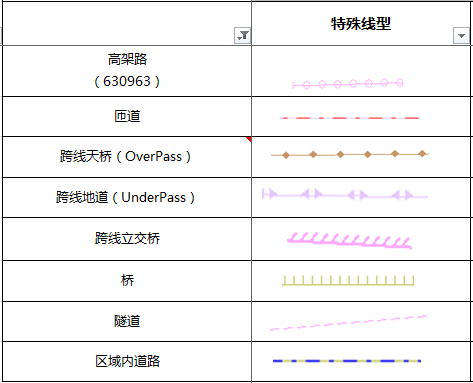 特殊线型
高架路
（630963）
匝道
跨线天桥（OverPass）
跨线地道（UnderPass）
跨线立交桥
桥
隧道
区域内道路